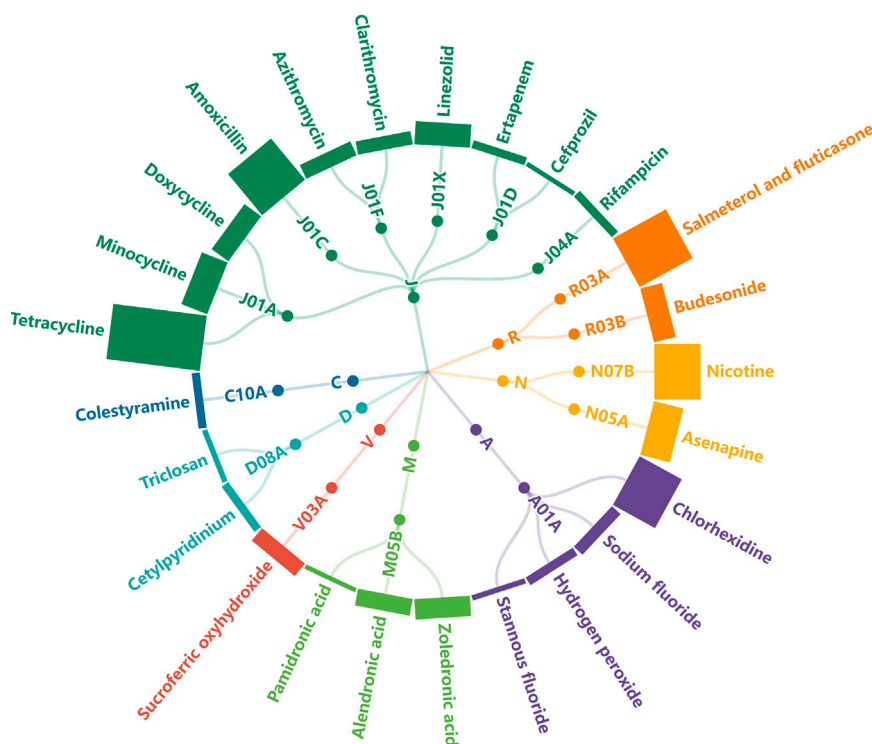 Tetracycline
Minocycline
Doxycycline
Amoxicillin
Azithromycin
Clarithromycin
Linezolid
Ertapenem
Cefprozil
Rifampicin
Salmeterol and fluticasone
Budesonide
Nicotine
Asenapine
Chlorhexidine
Sodium fluoride
Hydrogen peroxide
Stannous fluoride
Zoledronic acid
Alendronic acid
Pamidronic acid
Sucroferric oxyhydroxide
Cetylpyridinium
Triclosan
Colestyramine
J01A
J01C
J01F
J01X
J01D
J04A
J
R03A
R03B
R
N07B
N05A
N
A
A01A
M
M05B
V
V03A
D
D08A
C
C10A